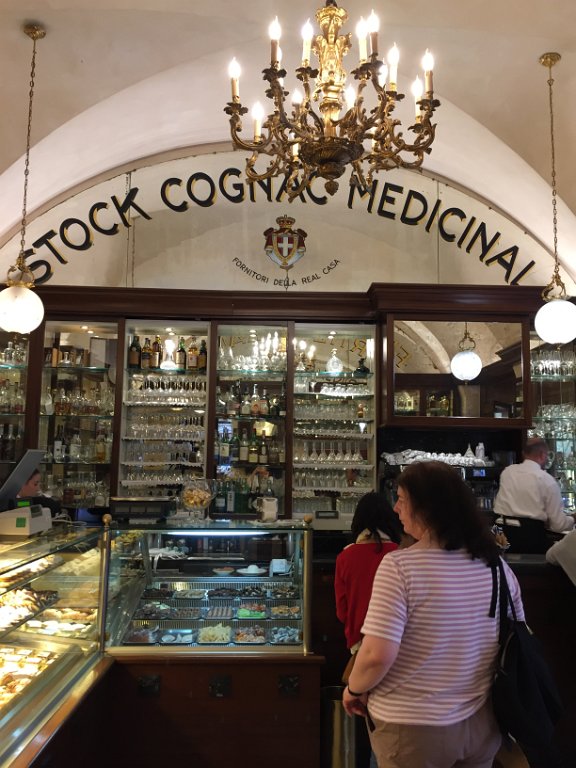 STOCK COGNAC MEDICINAL
FORNITORI DELLA REAL CASA